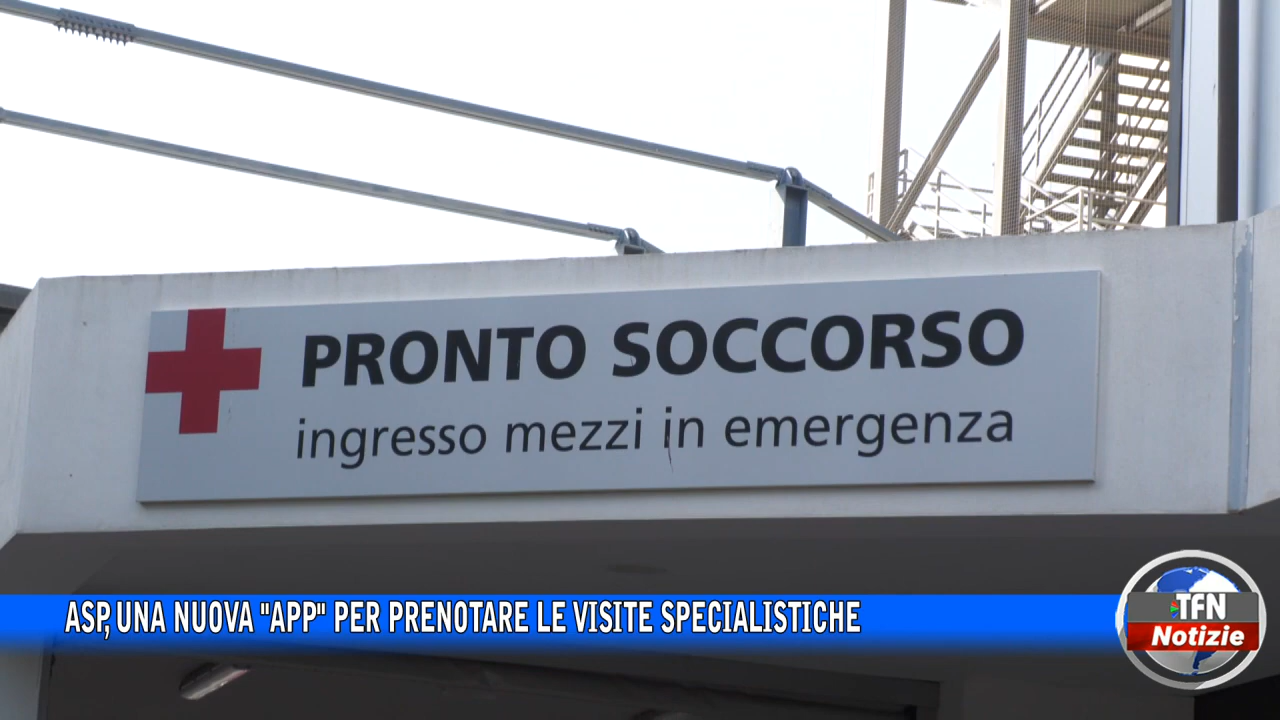 PRONTO SOCCORSO
ingresso mezzi in emergenza
ASP, UNA NUOVA "APP" PER PRENOTARE LE VISITE SPECIALISTICHE
TFN
Notizie